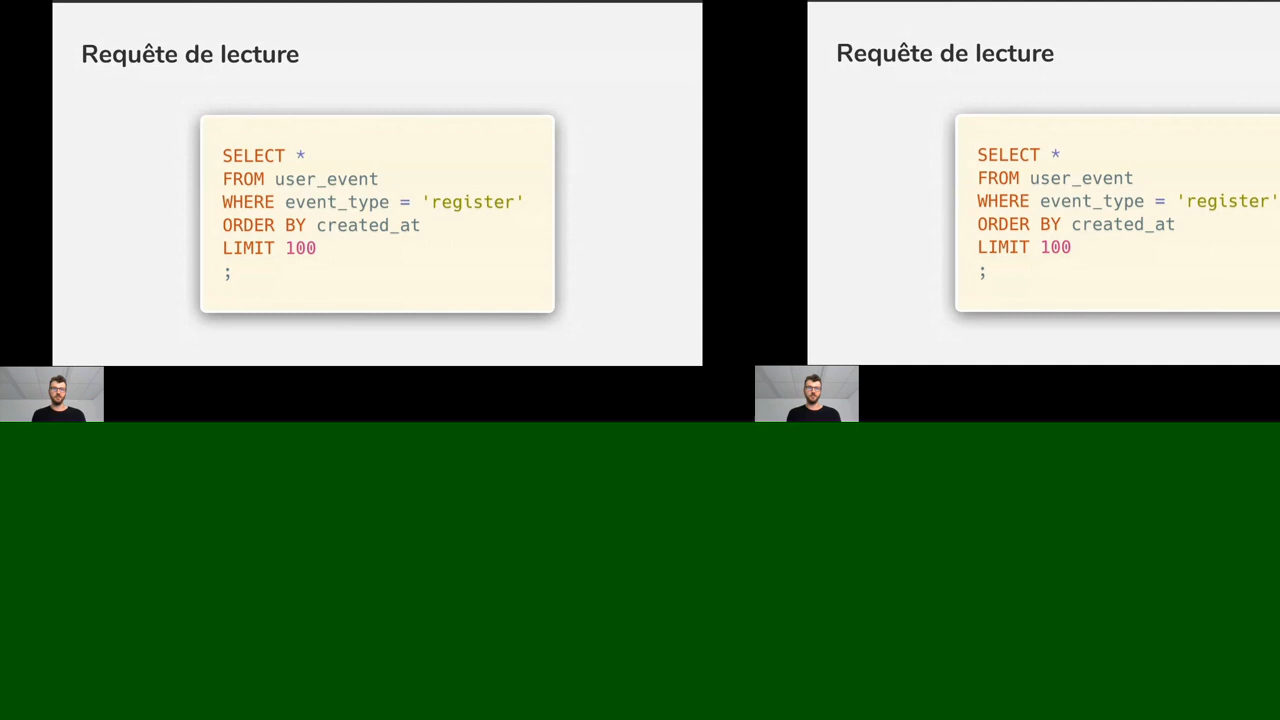 Requête de lecture
SELECT *
FROM user_event
WHERE event_type = 'register'
ORDER BY created_at
LIMIT 100
;
Requête de lecture
SELECT *
FROM user_event
WHERE event_type = 'register'
ORDER BY created_at
LIMIT 100
;